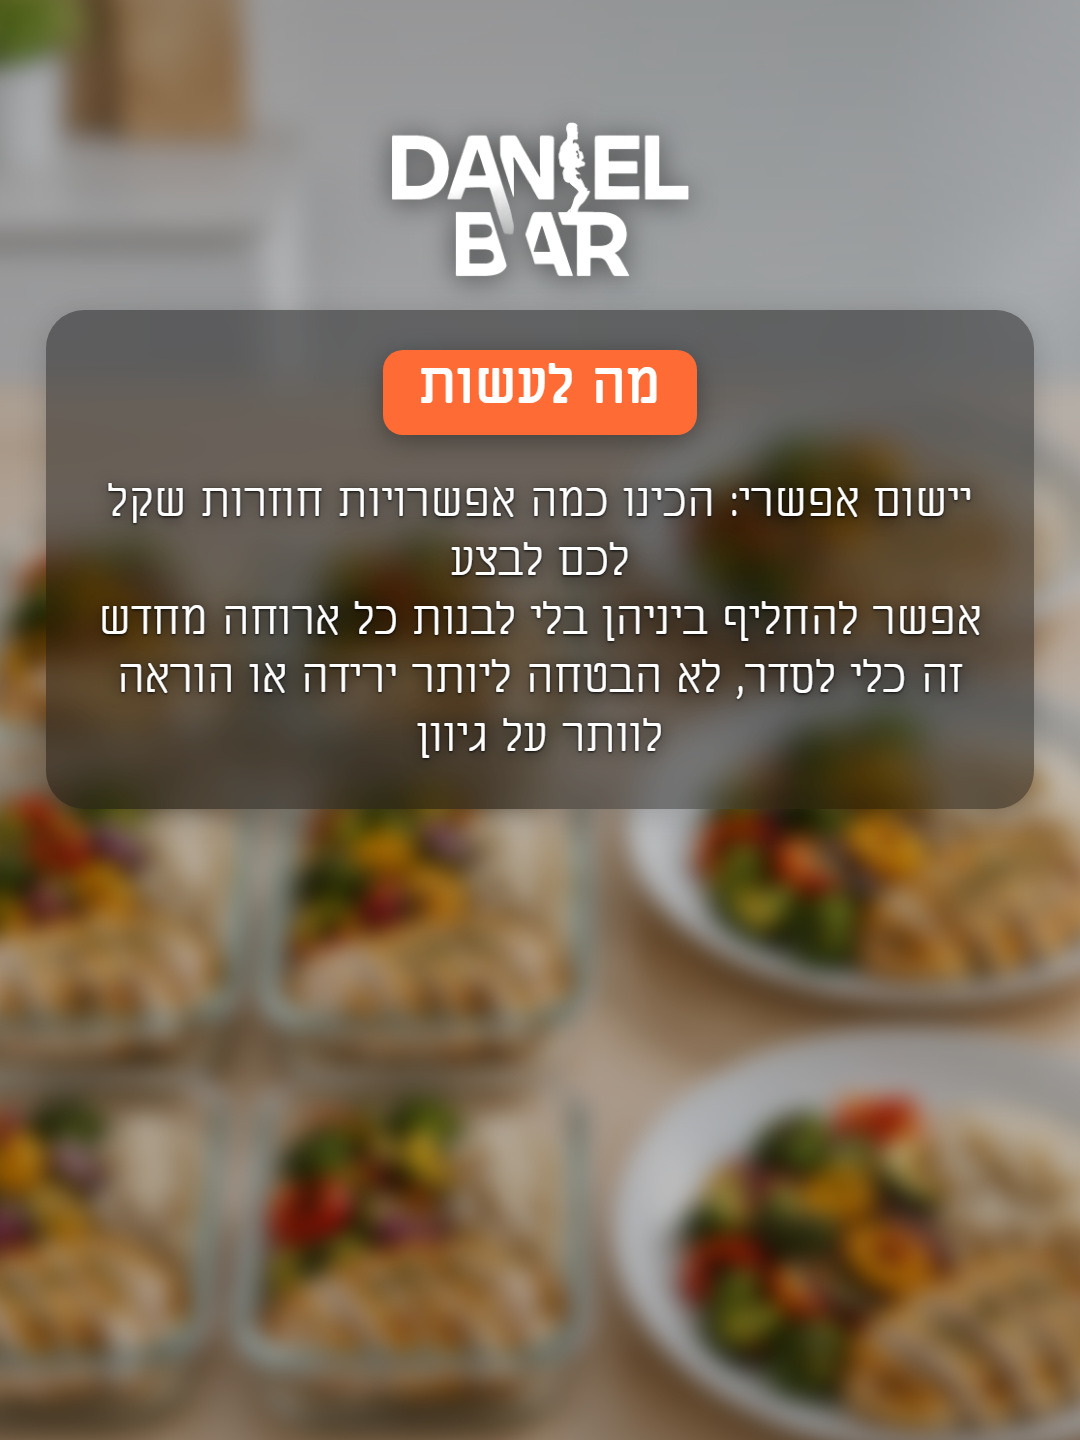 DANIEL
BAR
מה לעשות
יישום אפשרי: הכינו כמה אפשרויות חוזרות שקל
לכם לבצע
אפשר להחליף ביניהן בלי לבנות כל ארוחה מחדש
זה כלי לסדר, לא הבטחה ליותר ירידה או הוראה
לוותר על גיוון